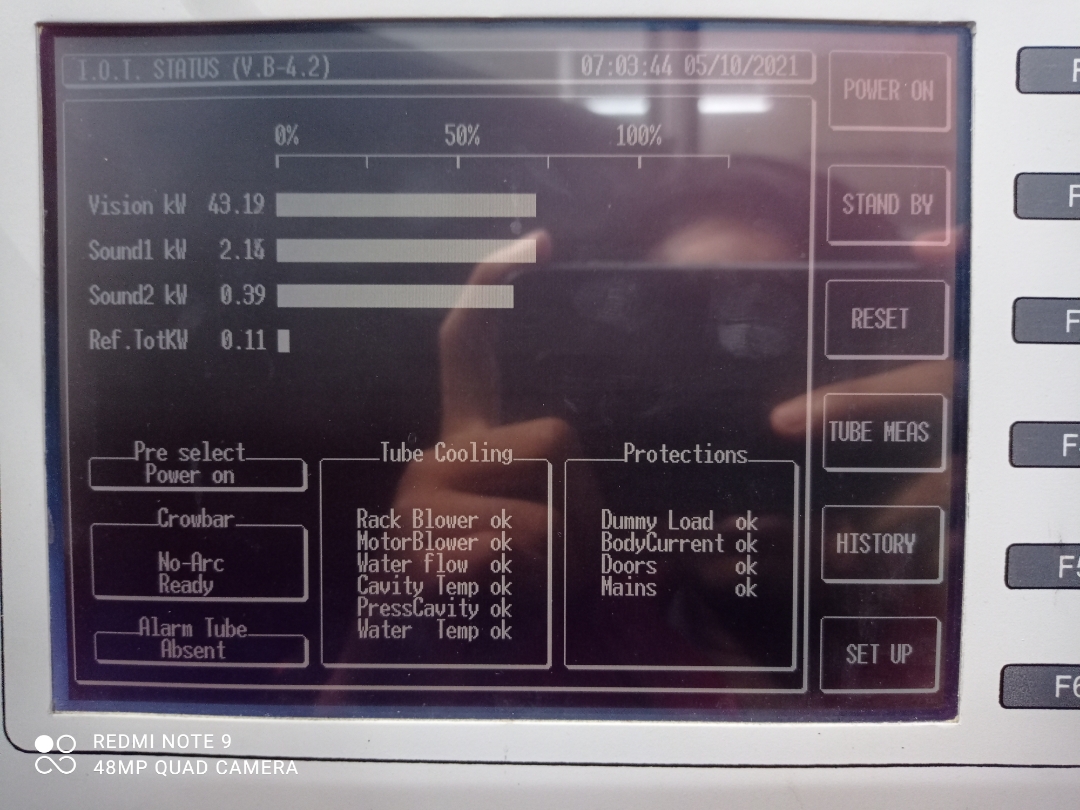 I.O.T. STATUS (V.B-4.2) 07:03:44 05/10/2021
0% 50% 100%
Vision kW 43.19
Sound1 kW
Sound2 kW 0.39
Ref.TotKW 0.11
Pre select
Power on
Crowbar
No-Arc
Ready
Alarm Tube
Absent
Tube Cooling
Rack Blower ok
MotorBlower ok
Water flow ok
Cavity Temp ok
PressCavity ok
Water Temp ok
Protections
Dummy Load ok
BodyCurrent ok
Doors ok
Mains ok
POWER ON
STAND BY
RESET
TUBE MEAS
HISTORY
SET UP
F5
F6
REDMI NOTE 9
48MP QUAD CAMERA